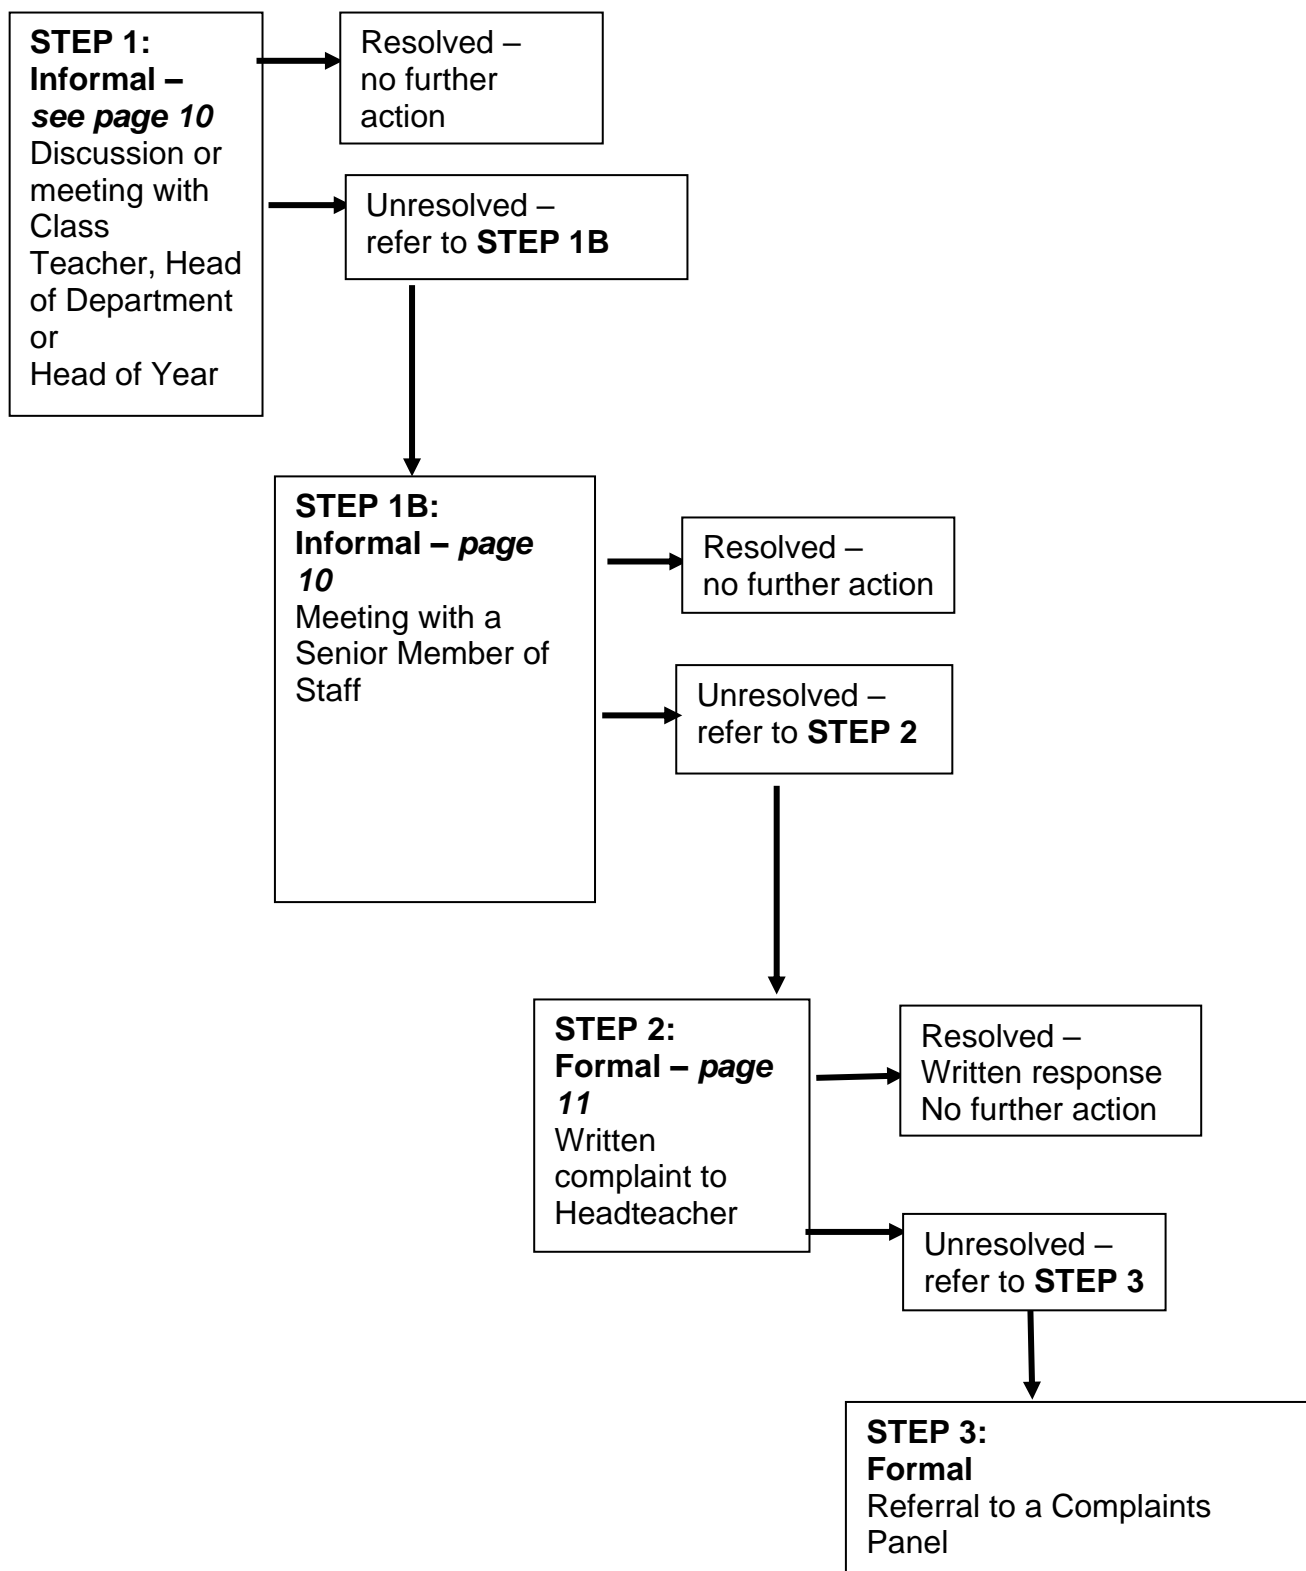 STEP 1:
Informal –
see page 10
Discussion or
meeting with
Class
Teacher, Head
of Department
or
Head of Year
Resolved –
no further
action
Unresolved –
refer to STEP 1B
STEP 1B:
Informal – page
10
Meeting with a
Senior Member of
Staff
Resolved –
no further action
Unresolved –
refer to STEP 2
STEP 2:
Formal – page
11
Written
complaint to
Headteacher
Resolved –
Written response
No further action
Unresolved –
refer to STEP 3
STEP 3:
Formal
Referral to a Complaints
Panel